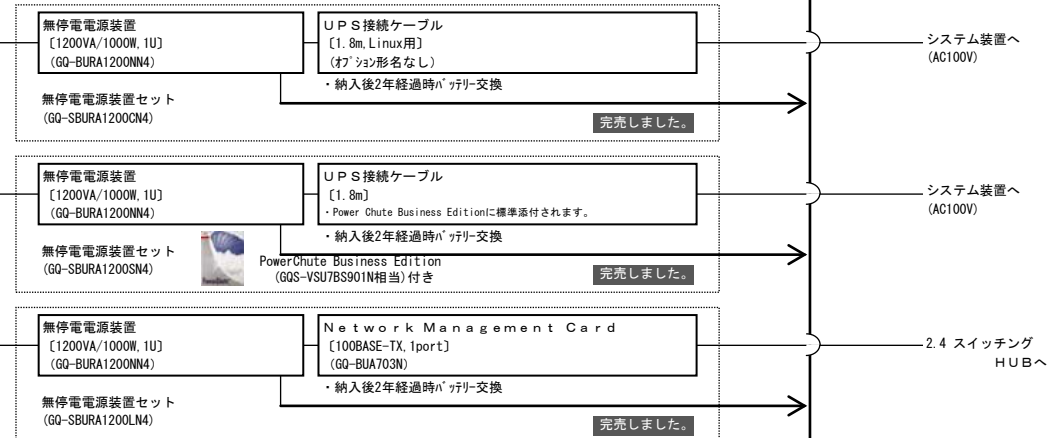 無停電電源装置
〔1200VA/1000W,1U〕
(GQ-BURA1200NN4)
UPS接続ケーブル
〔1.8m,Linux用〕
(ｵﾌﾟｼｮﾝ形名なし)
システム装置へ
(AC100V)
・納入後2年経過時ﾊﾞｯﾃﾘｰ交換
無停電電源装置セット
(GQ-SBURA1200CN4)
完売しました。
無停電電源装置
〔1200VA/1000W,1U〕
(GQ-BURA1200NN4)
UPS接続ケーブル
〔1.8m〕
・Power Chute Business Editionに標準添付されます。
システム装置へ
(AC100V)
・納入後2年経過時ﾊﾞｯﾃﾘｰ交換
無停電電源装置セット
(GQ-SBURA1200SN4)
PowerChute Business Edition
(GQS-VSU7BS901N相当)付き
完売しました。
無停電電源装置
〔1200VA/1000W,1U〕
(GQ-BURA1200NN4)
Network Management Card
〔100BASE-TX,1port〕
(GQ-BUA703N)
2.4 スイッチング
HUBへ
・納入後2年経過時ﾊﾞｯﾃﾘｰ交換
無停電電源装置セット
(GQ-SBURA1200LN4)
完売しました。